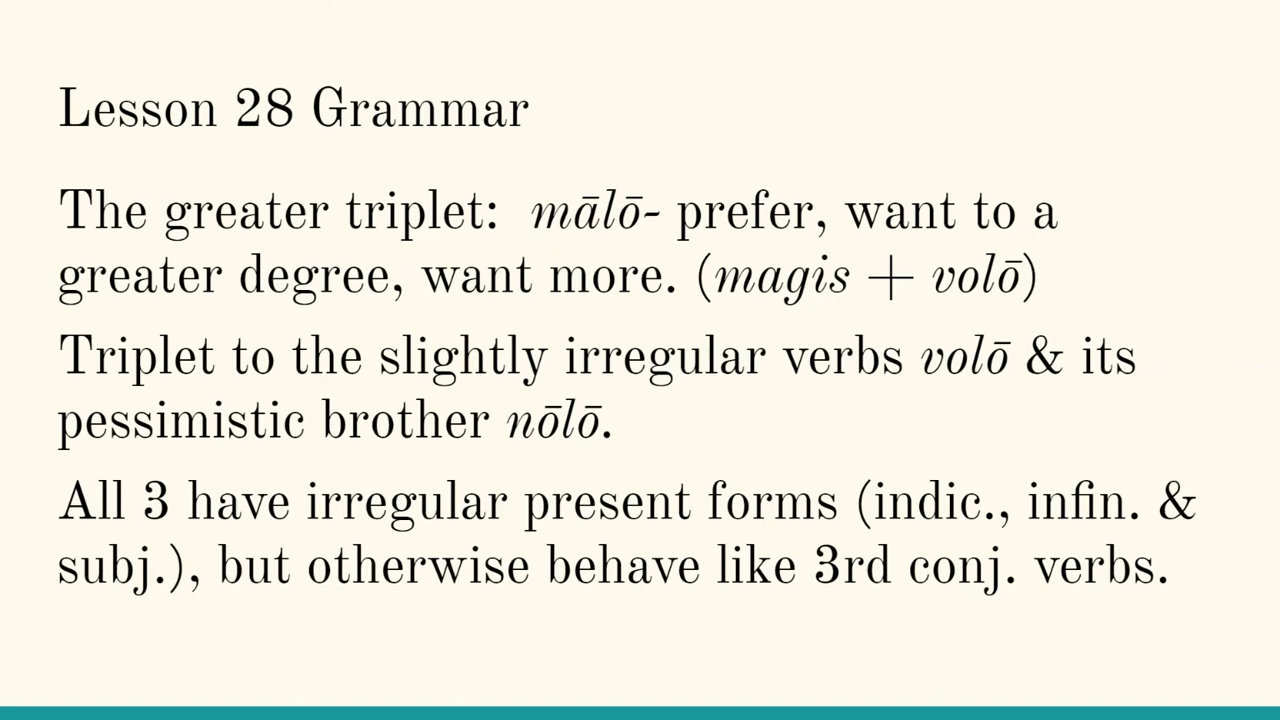 Lesson 28 Grammar
The greater triplet: mālō- prefer, want to a
greater degree, want more. (magis + volō)
Triplet to the slightly irregular verbs volō & its
pessimistic brother nōlō.
All 3 have irregular present forms (indic., infin. &
subj.), but otherwise behave like 3rd conj. verbs.